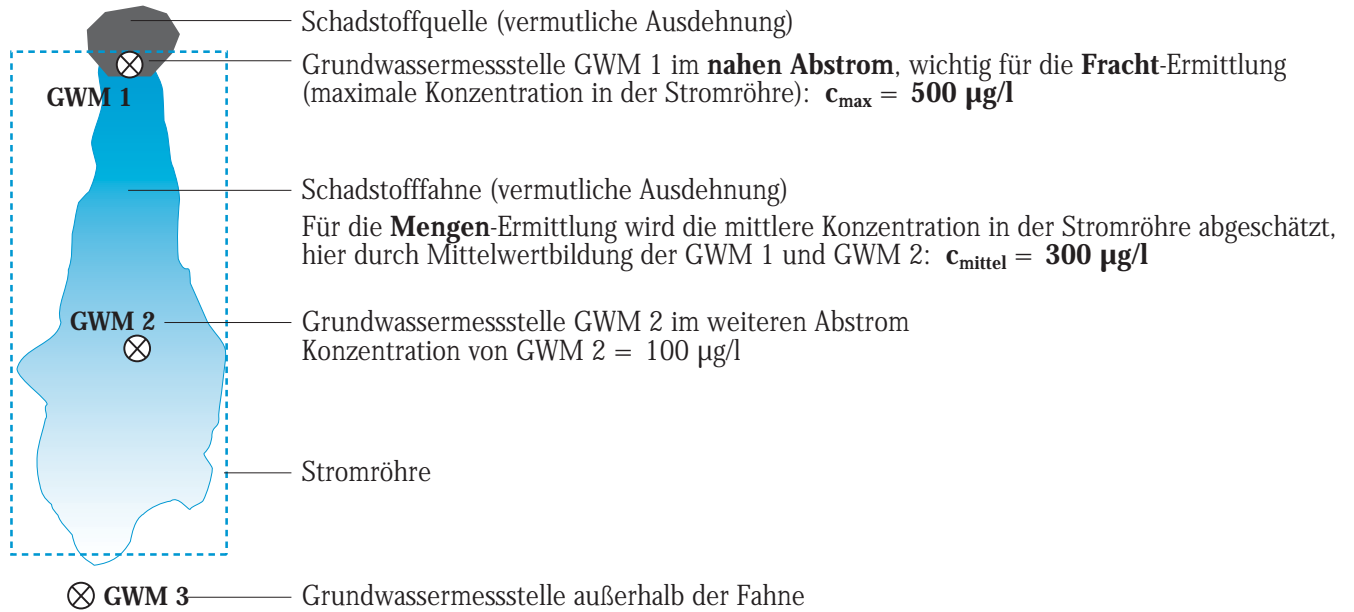 Schadstoffquelle (vermutliche Ausdehnung)
Grundwassermessstelle GWM 1 im nahen Abstrom, wichtig für die Fracht-Ermittlung
(maximale Konzentration in der Stromröhre): cmax = 500 µg/l
GWM 1
Schadstofffahne (vermutliche Ausdehnung)
Für die Mengen-Ermittlung wird die mittlere Konzentration in der Stromröhre abgeschätzt,
hier durch Mittelwertbildung der GWM 1 und GWM 2: cmittel = 300 µg/l
GWM 2
Grundwassermessstelle GWM 2 im weiteren Abstrom
Konzentration von GWM 2 = 100 µg/l
Stromröhre
GWM 3
Grundwassermessstelle außerhalb der Fahne